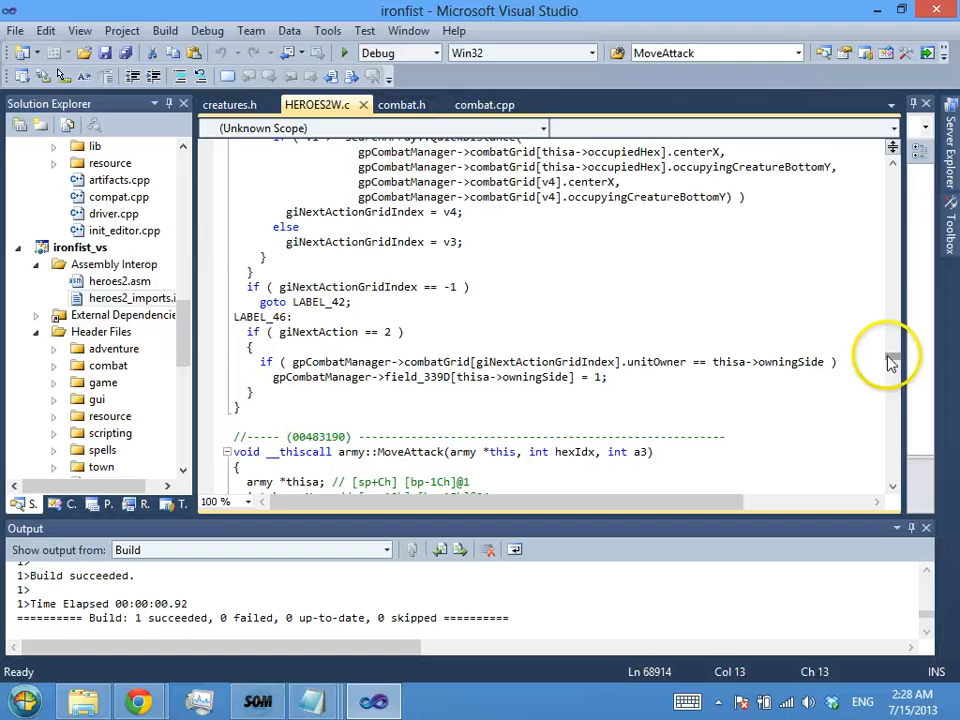 ironfist - Microsoft Visual Studio
File Edit View Project Build Debug Team Data Tools Test Window Help
Debug Win32 MoveAttack
Solution Explorer
creatures.h HEROES2W.c combat.h combat.cpp
(Unknown Scope)
lib
resource
artifacts.cpp
compat.cpp
driver.cpp
init_editor.cpp
ironfist_vs
Assembly Interop
heroes2.asm
heroes2_imports.i
External Dependencie
Header Files
adventure
combat
game
gui
resource
scripting
spells
town
S. C. P. R. T.
gpCombatManager->combatGrid[thisa->occupiedHex].centerX,
gpCombatManager->combatGrid[thisa->occupiedHex].occupyingCreatureBottomY,
gpCombatManager->combatGrid[v4].centerX,
gpCombatManager->combatGrid[v4].occupyingCreatureBottomY) )
giNextActionGridIndex = v4;
else
giNextActionGridIndex = v3;
}
}
if ( giNextActionGridIndex == -1 )
goto LABEL_42;
LABEL_46:
if ( giNextAction == 2 )
{
if ( gpCombatManager->combatGrid[giNextActionGridIndex].unitOwner == thisa->owningSide )
gpCombatManager->field_339D[thisa->owningSide] = 1;
}
}
//----- (00483190) --------------------------------------------------------
void __thiscall army::MoveAttack(army *this, int hexIdx, int a3)
{
army *thisa; // [sp+Ch] [bp-1Ch]@1
100 %
Server Explorer
Toolbox
Output
Show output from: Build
1>
1>Build succeeded.
1>
1>Time Elapsed 00:00:00.92
========== Build: 1 succeeded, 0 failed, 0 up-to-date, 0 skipped ==========
Ready Ln 68914 Col 13 Ch 13 INS
SOM ENG 2:28 AM
7/15/2013